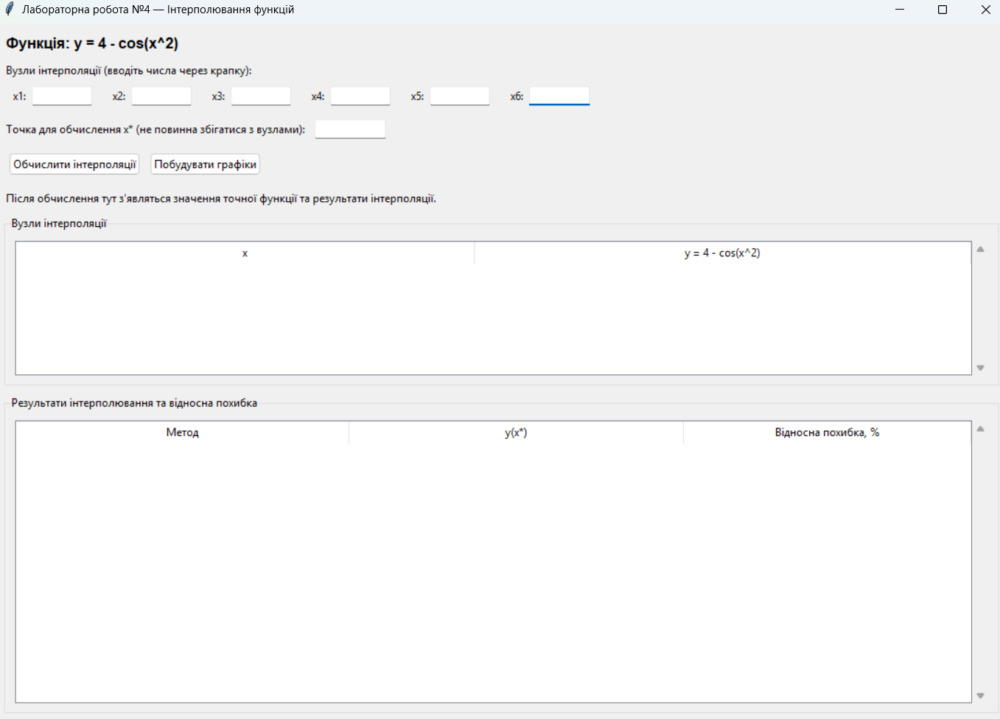 Лабораторна робота №4 — Інтерполювання функцій
Функція: y = 4 - cos(x^2)
Вузли інтерполяції (вводіть числа через крапку):
x1: x2: x3: x4: x5: x6:
Точка для обчислення x* (не повинна збігатися з вузлами):
Обчислити інтерполяції Побудувати графіки
Після обчислення тут з'являться значення точної функції та результати інтерполяції.
Вузли інтерполяції
x y = 4 - cos(x^2)
Результати інтерполювання та відносна похибка
Метод y(x*) Відносна похибка, %